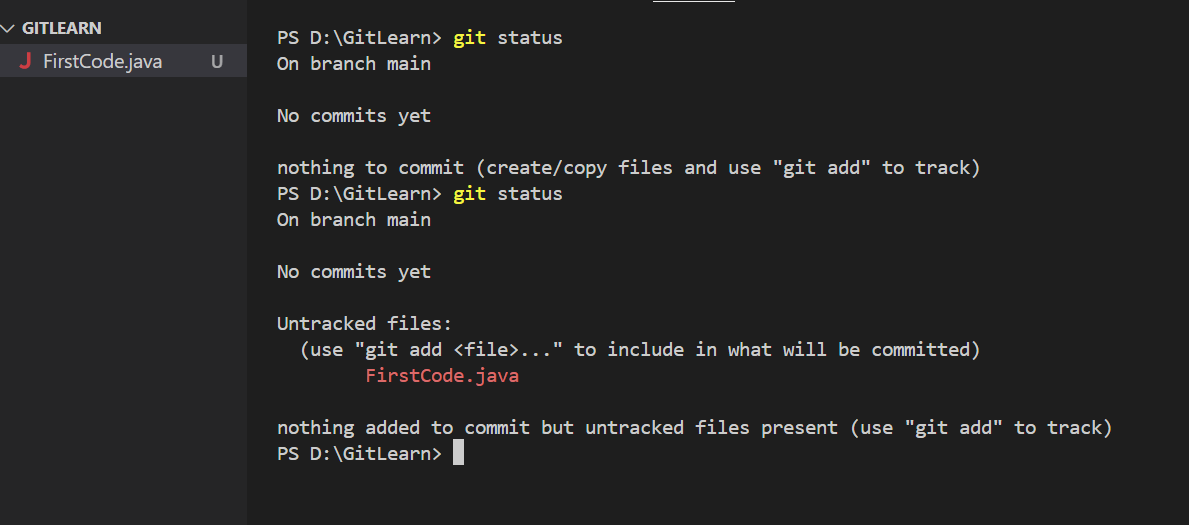 GITLEARN
J FirstCode.java U
PS D:\GitLearn> git status
On branch main
No commits yet
nothing to commit (create/copy files and use "git add" to track)
PS D:\GitLearn> git status
On branch main
No commits yet
Untracked files:
(use "git add <file>..." to include in what will be committed)
FirstCode.java
nothing added to commit but untracked files present (use "git add" to track)
PS D:\GitLearn>